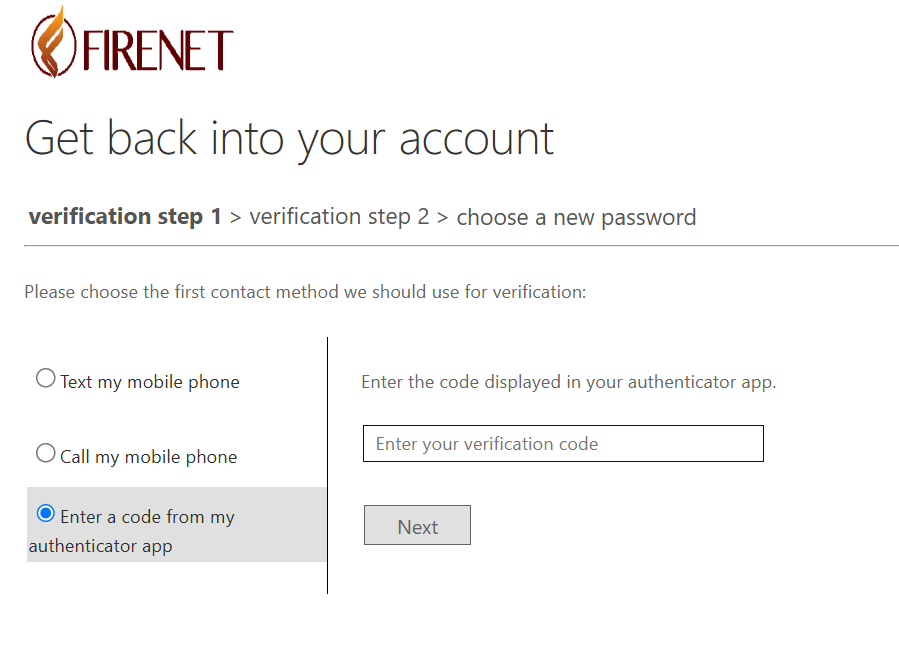 FIRENET
Get back into your account
verification step 1 > verification step 2 > choose a new password
Please choose the first contact method we should use for verification:
Text my mobile phone
Call my mobile phone
Enter a code from my
authenticator app
Enter the code displayed in your authenticator app.
Enter your verification code
Next